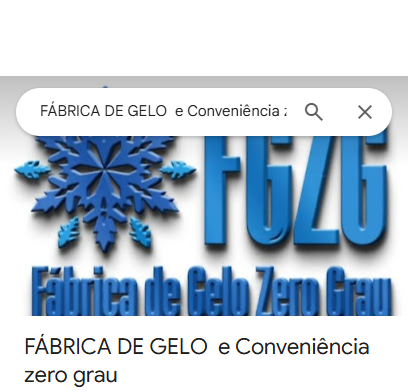 FÁBRICA DE GELO  e Conveniência z
FGZG
Fábrica de Gelo Zero Grau
FÁBRICA DE GELO  e Conveniência
zero grau